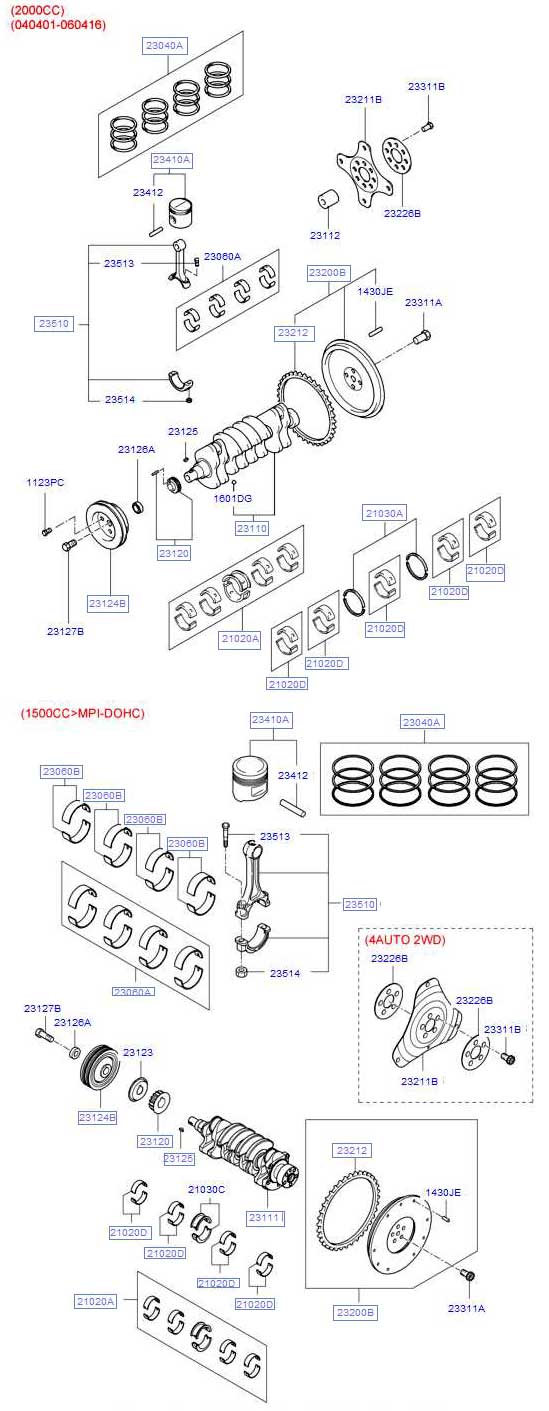 (2000CC)
(040401-060416)
23040A
23311B
23211B
23410A
23412
23226B
23112
23513
23060A
23200B
1430JE
23311A
23510
23212
23514
23125
23126A
1123PC
1601DG
23110
21030A
23120
21020D
21020D
23124B
21020D
23127B
21020A
21020D
21020D
(1500CC>MPI-DOHC)
23410A
23040A
23060B
23412
23060B
23060B
23513
23060B
23510
(4AUTO 2WD)
23226B
23514
23060A
23127B
23226B
23126A
23311B
23123
23211B
23124B
23120
23212
23125
21030C
1430JE
23111
21020D
21020D
21020D
21020A
21020D
23200B
23311A